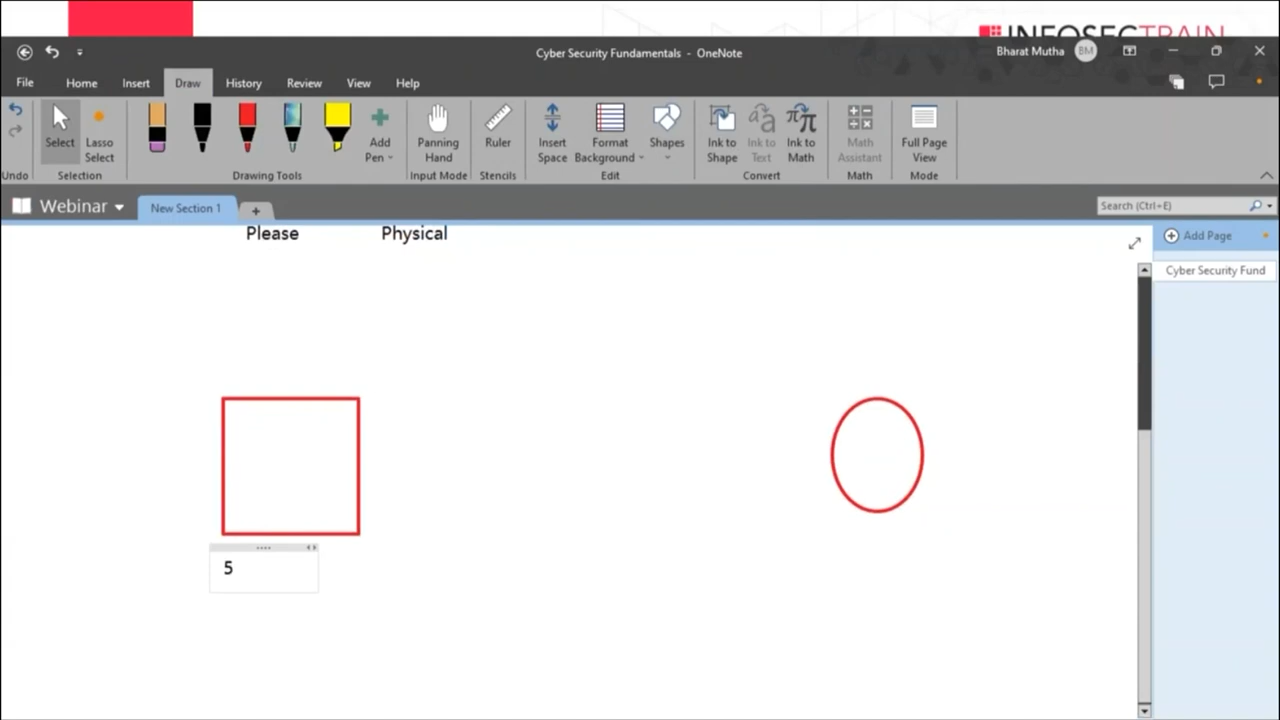 INFOSECTRAIN
Cyber Security Fundamentals - OneNote
Bharat Mutha BM
File Home Insert Draw History Review View Help
Undo
Select
Lasso Select
Selection
Add Pen
Drawing Tools
Panning Hand
Input Mode
Ruler
Stencils
Insert Space
Format Background
Shapes
Edit
Ink to Shape
Ink to Text
Ink to Math
Convert
Math Assistant
Math
Full Page View
Mode
Webinar
New Section 1
Search (Ctrl+E)
Please Physical
Add Page
Cyber Security Fund
5